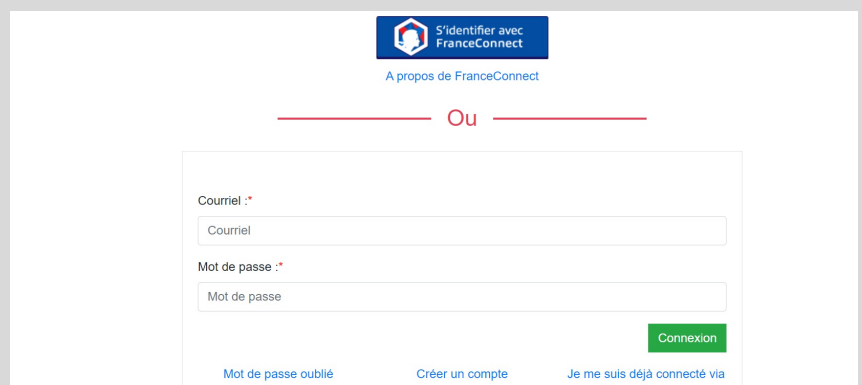 S'identifier avec
FranceConnect
A propos de FranceConnect
Ou
Courriel :*
Courriel
Mot de passe :*
Mot de passe
Connexion
Mot de passe oublié Créer un compte Je me suis déjà connecté via